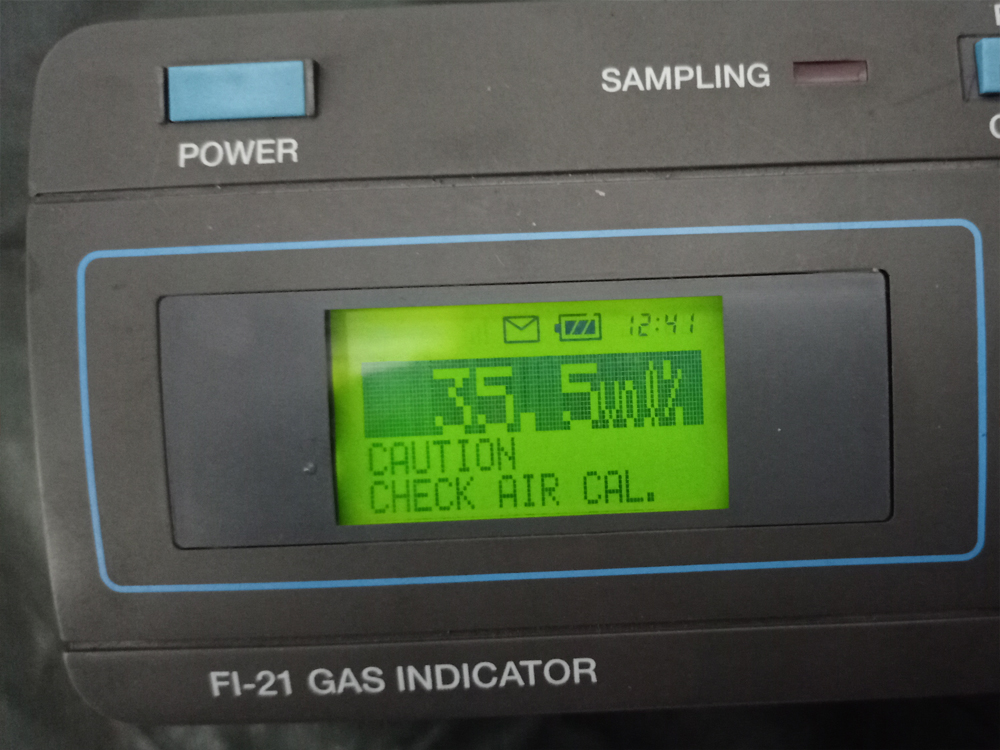 POWER
SAMPLING
12:41
35.5vol%
CAUTION
CHECK AIR CAL.
FI-21 GAS INDICATOR